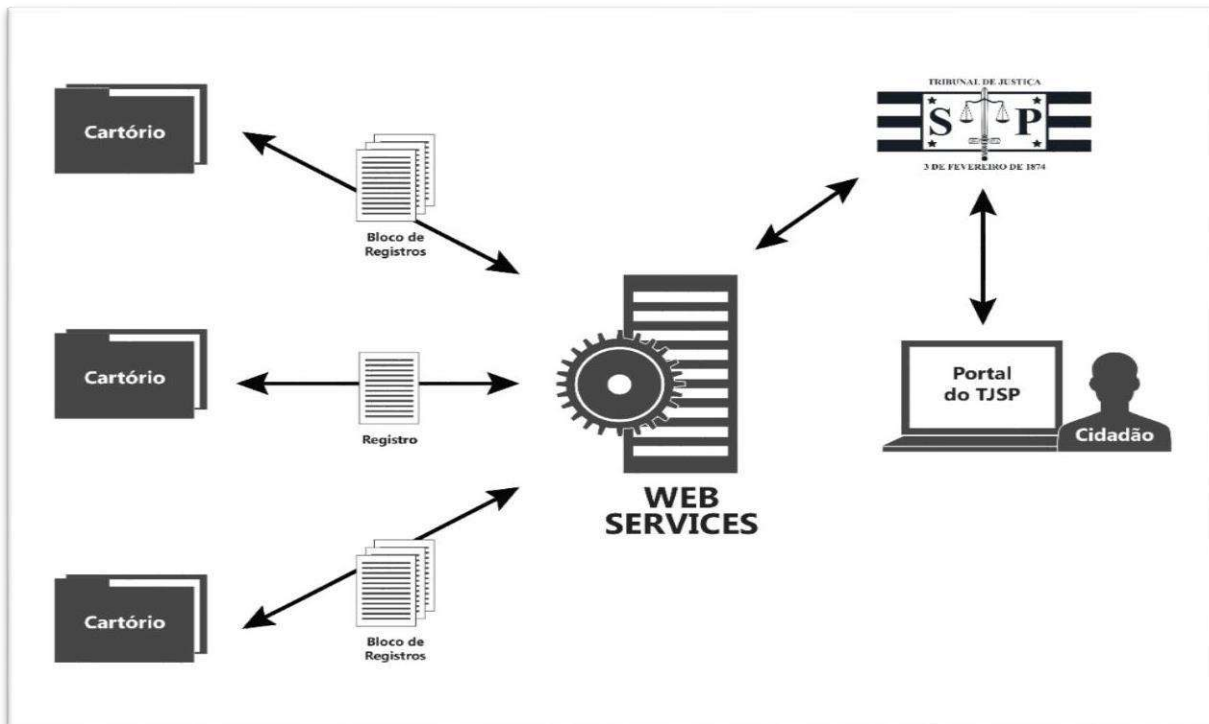 Cartório
Bloco de
Registros
Cartório
Registro
Cartório
Bloco de
Registros
WEB
SERVICES
TRIBUNAL DE JUSTIÇA
S P
3 DE FEVEREIRO DE 1874
Portal
do TJSP
Cidadão